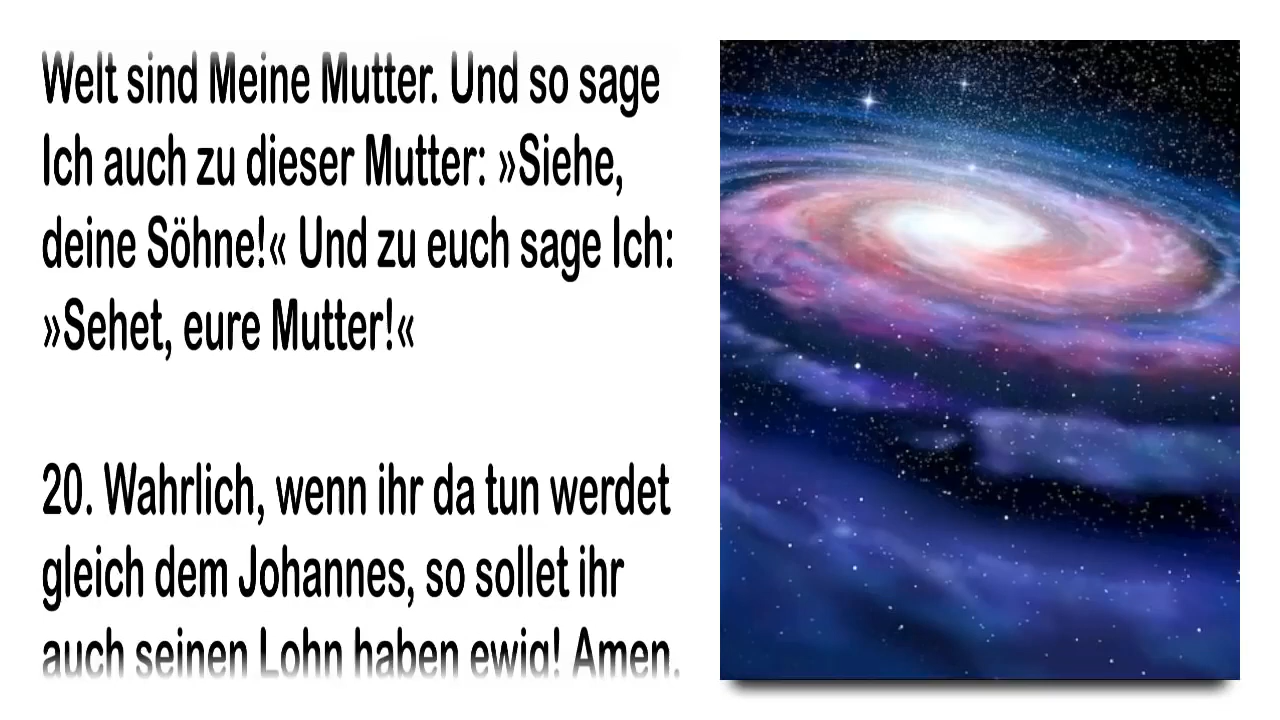 Welt sind Meine Mutter. Und so sage
Ich auch zu dieser Mutter: »Siehe,
deine Söhne!« Und zu euch sage Ich:
»Sehet, eure Mutter!«
20. Wahrlich, wenn ihr da tun werdet
gleich dem Johannes, so sollet ihr
auch seinen Lohn haben ewig! Amen.